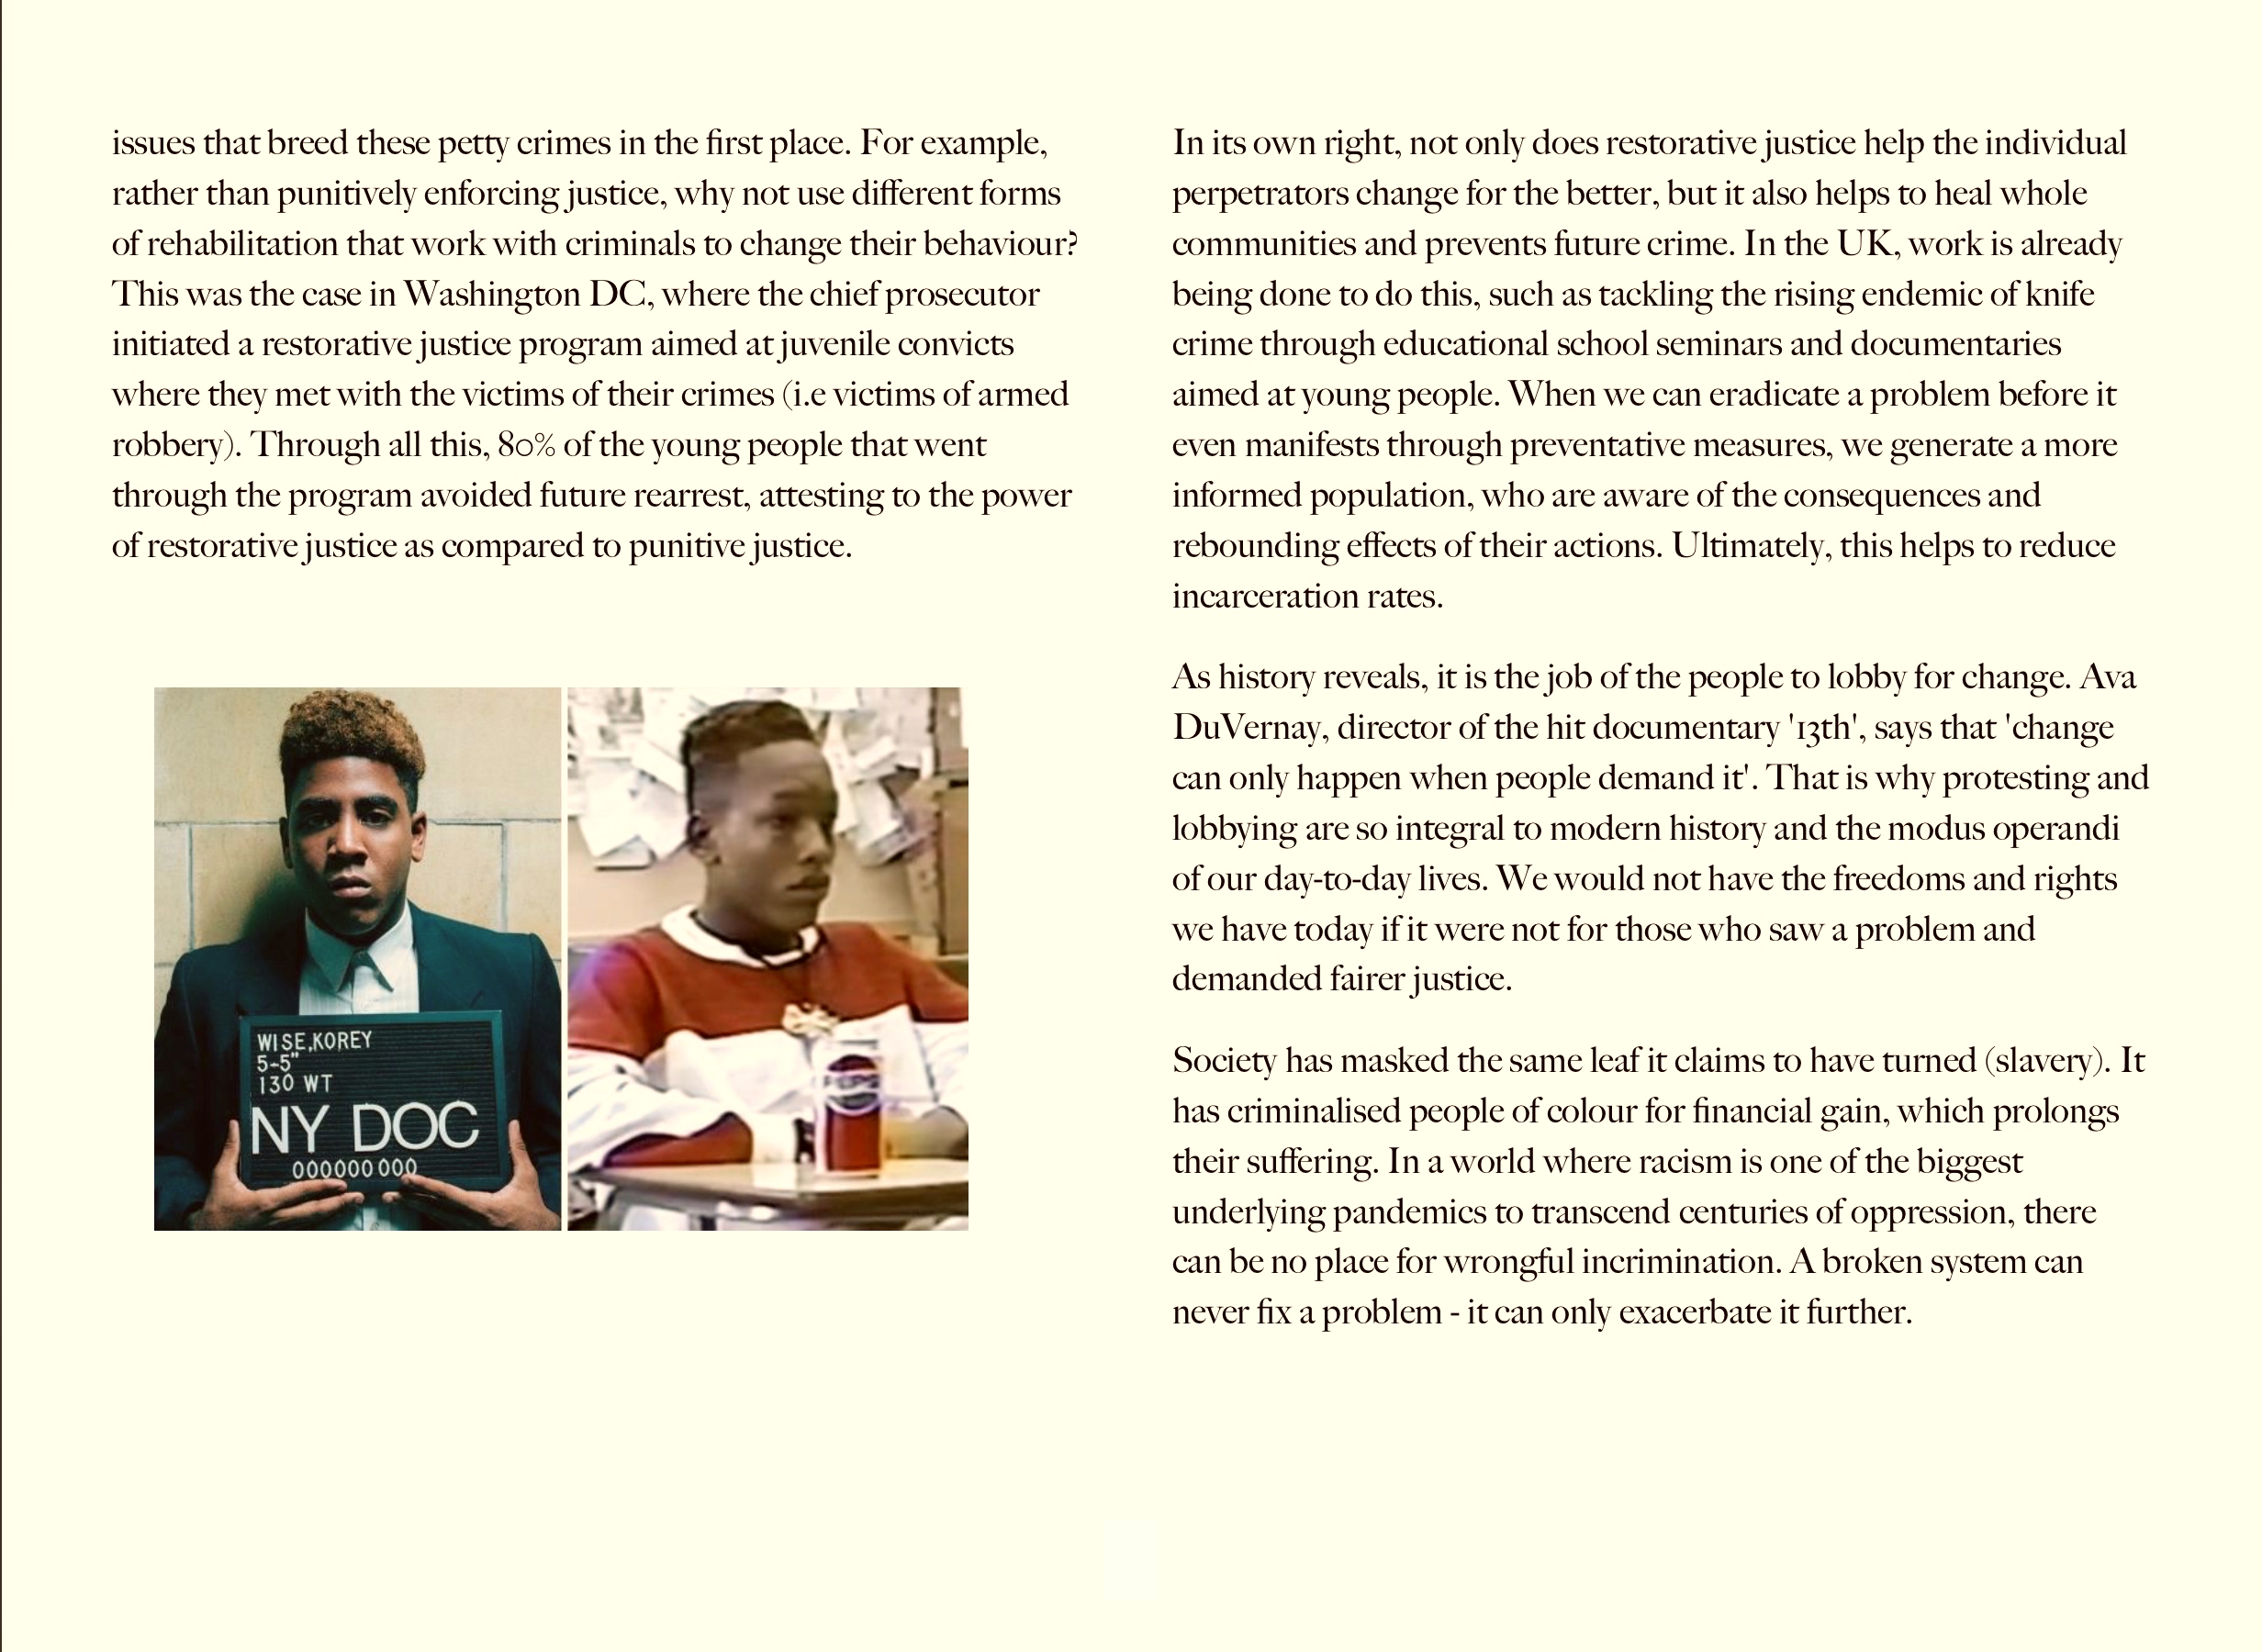 issues that breed these petty crimes in the first place. For example,
rather than punitively enforcing justice, why not use different forms
of rehabilitation that work with criminals to change their behaviour?
This was the case in Washington DC, where the chief prosecutor
initiated a restorative justice program aimed at juvenile convicts
where they met with the victims of their crimes (i.e victims of armed
robbery). Through all this, 80% of the young people that went
through the program avoided future rearrest, attesting to the power
of restorative justice as compared to punitive justice.
WISE,KOREY
5-5"
130 WT
NY DOC
000000000
In its own right, not only does restorative justice help the individual
perpetrators change for the better, but it also helps to heal whole
communities and prevents future crime. In the UK, work is already
being done to do this, such as tackling the rising endemic of knife
crime through educational school seminars and documentaries
aimed at young people. When we can eradicate a problem before it
even manifests through preventative measures, we generate a more
informed population, who are aware of the consequences and
rebounding effects of their actions. Ultimately, this helps to reduce
incarceration rates.
As history reveals, it is the job of the people to lobby for change. Ava
DuVernay, director of the hit documentary '13th', says that 'change
can only happen when people demand it'. That is why protesting and
lobbying are so integral to modern history and the modus operandi
of our day-to-day lives. We would not have the freedoms and rights
we have today if it were not for those who saw a problem and
demanded fairer justice.
Society has masked the same leaf it claims to have turned (slavery). It
has criminalised people of colour for financial gain, which prolongs
their suffering. In a world where racism is one of the biggest
underlying pandemics to transcend centuries of oppression, there
can be no place for wrongful incrimination. A broken system can
never fix a problem - it can only exacerbate it further.